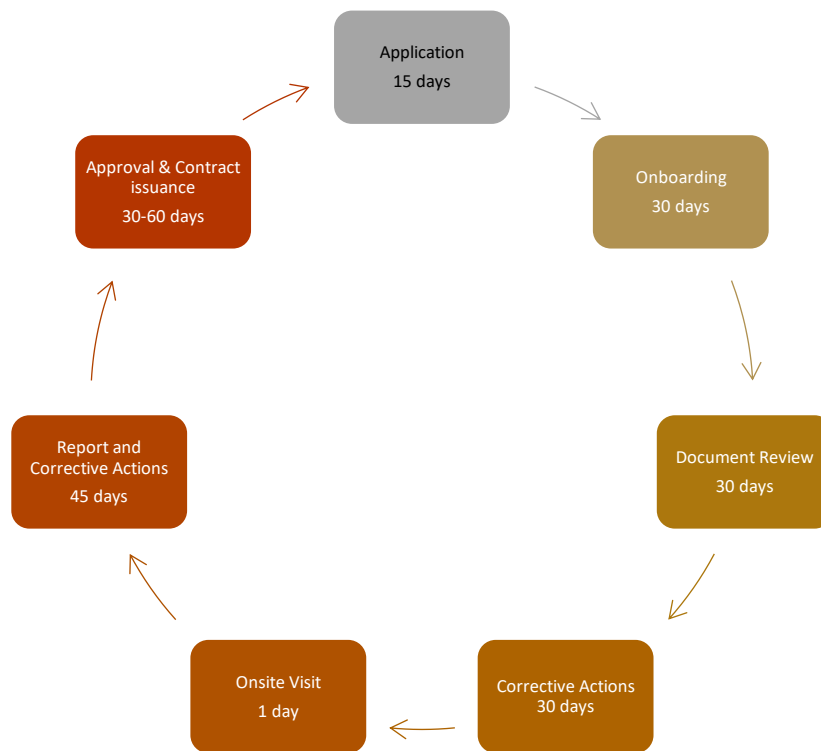 Application
15 days
Onboarding
30 days
Document Review
30 days
Corrective Actions
30 days
Onsite Visit
1 day
Report and
Corrective Actions
45 days
Approval & Contract
issuance
30-60 days